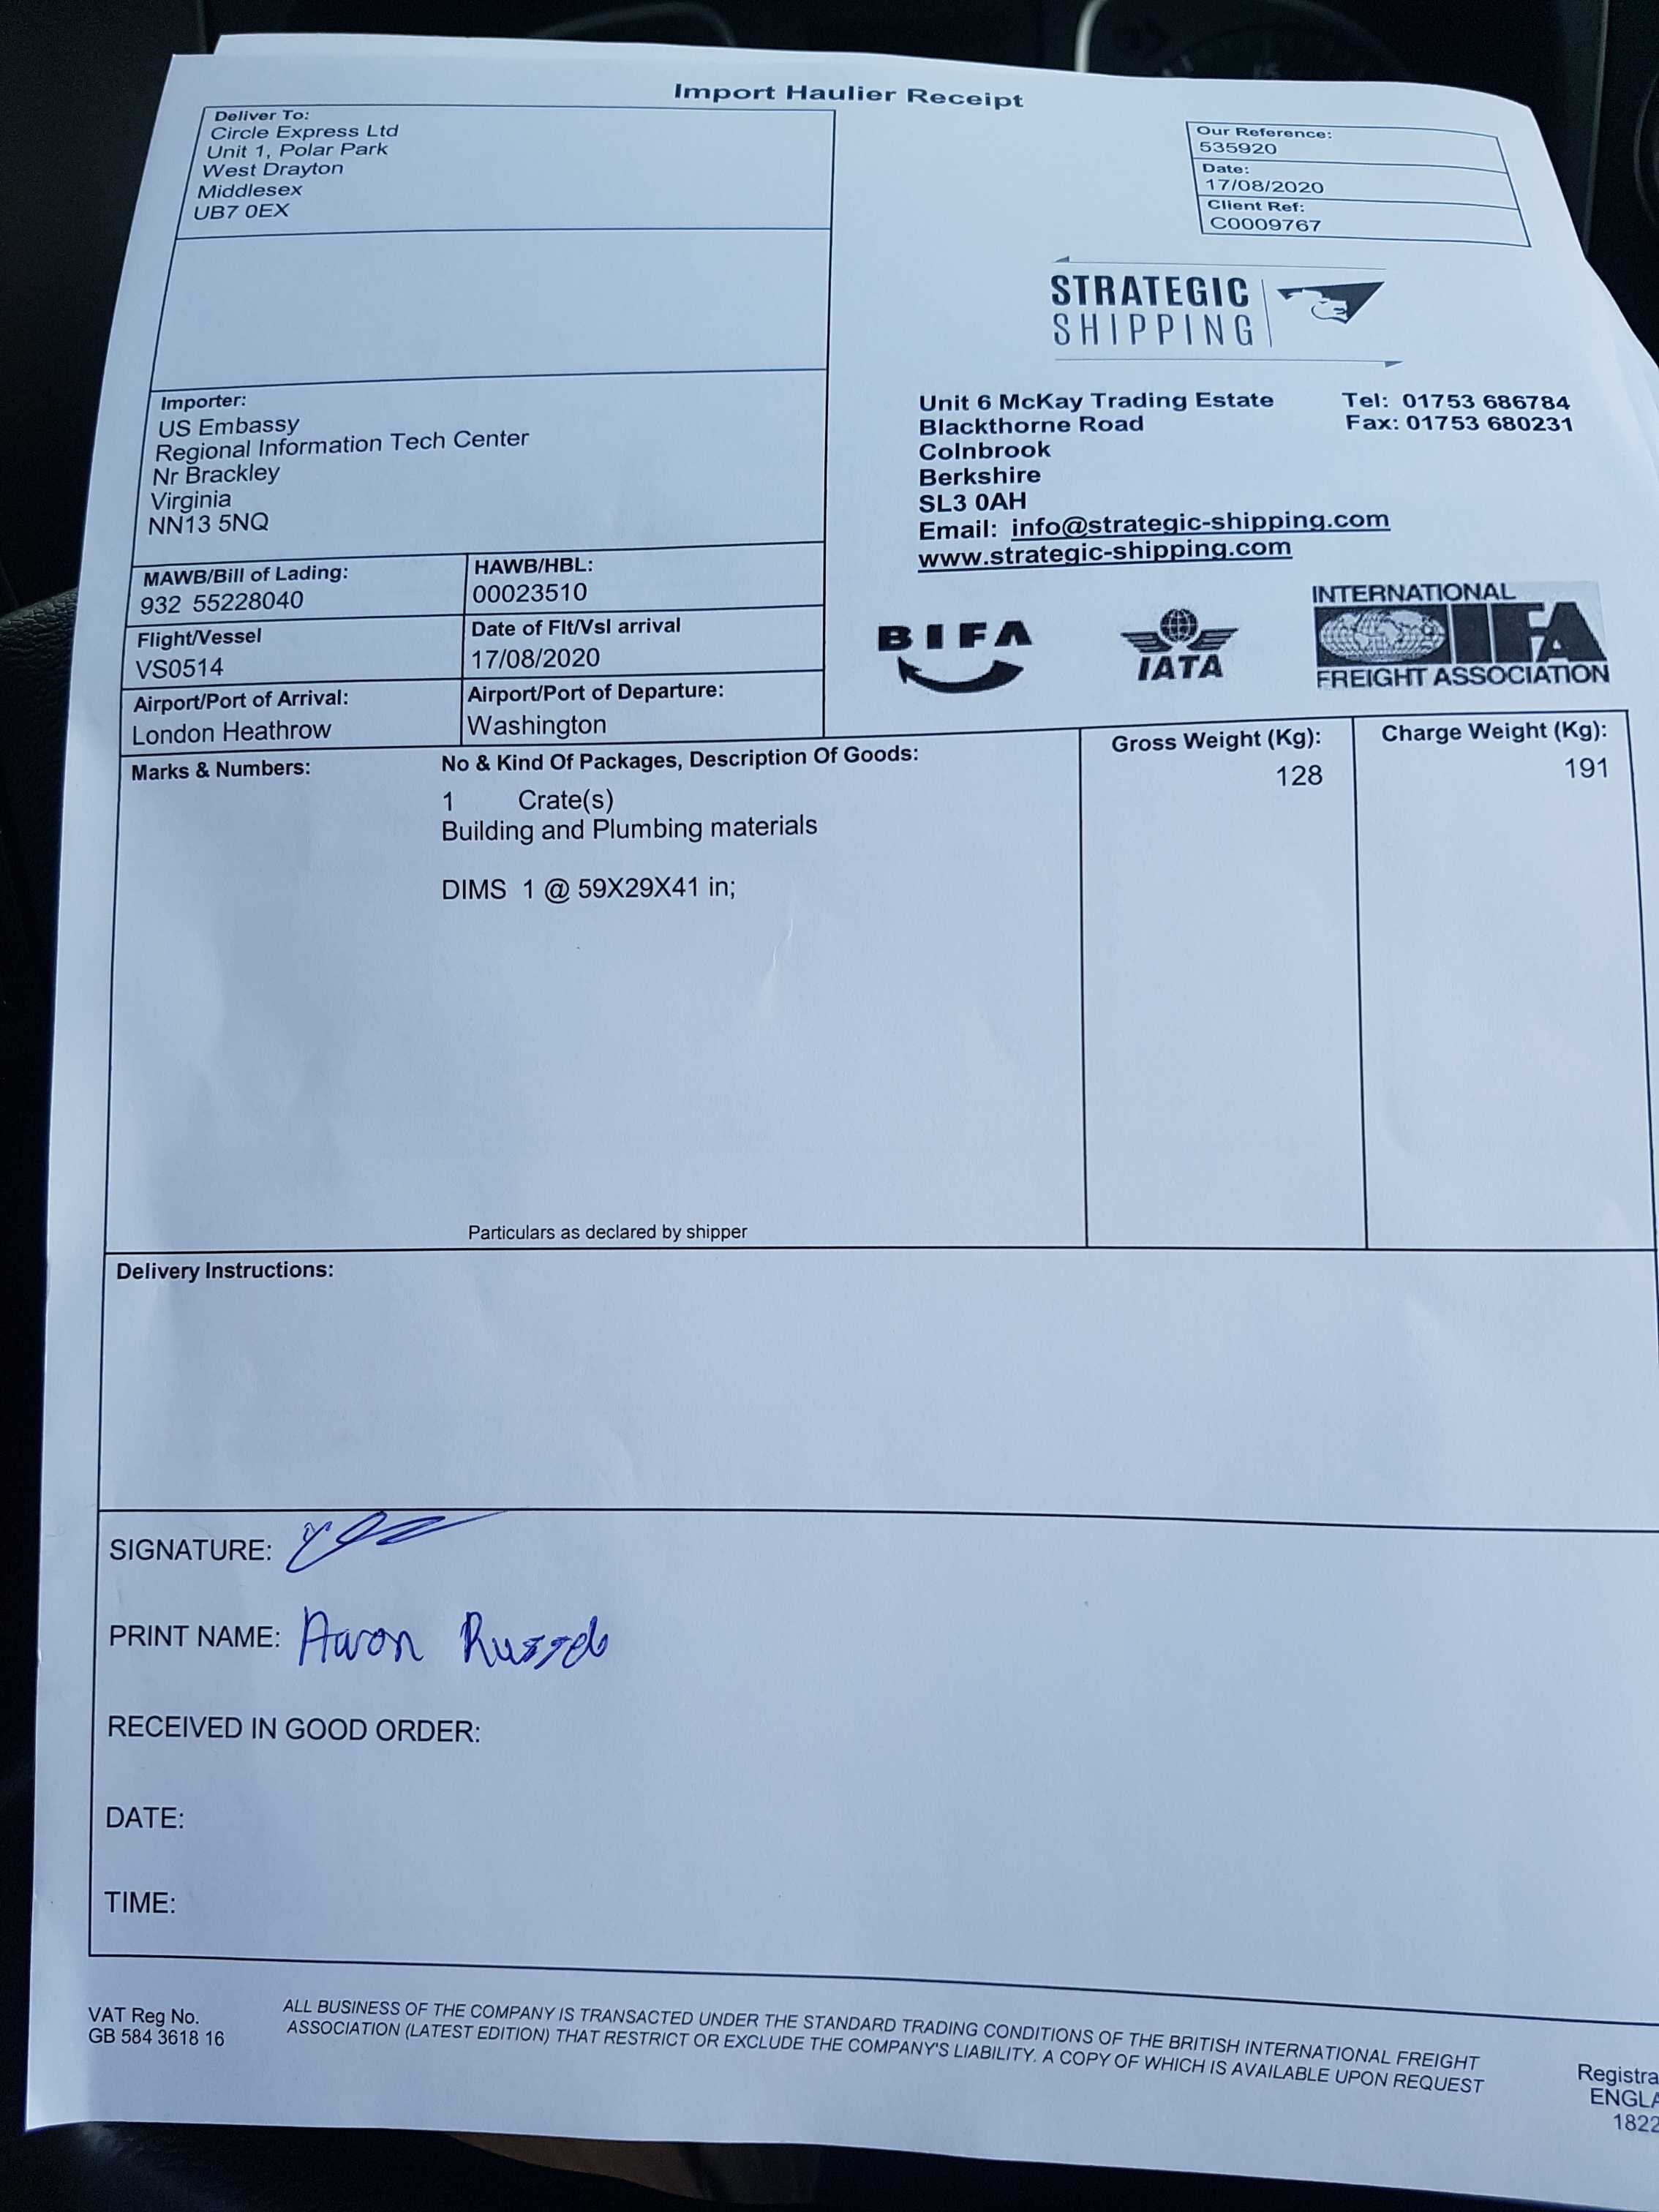 Import Haulier Receipt
Deliver To:
Circle Express Ltd
Unit 1, Polar Park
West Drayton
Middlesex
UB7 0EX
Our Reference:
535920
Date:
17/08/2020
Client Ref:
C0009767
STRATEGIC
SHIPPING
Importer:
US Embassy
Regional Information Tech Center
Nr Brackley
Virginia
NN13 5NQ
Unit 6 McKay Trading Estate
Blackthorne Road
Colnbrook
Berkshire
SL3 0AH
Email: info@strategic-shipping.com
www.strategic-shipping.com
Tel: 01753 686784
Fax: 01753 680231
MAWB/Bill of Lading:
932 55228040
HAWB/HBL:
00023510
Flight/Vessel
VS0514
Date of Flt/Vsl arrival
17/08/2020
Airport/Port of Arrival:
London Heathrow
Airport/Port of Departure:
Washington
BIFA
IATA
INTERNATIONAL
IFA
FREIGHT ASSOCIATION
Marks & Numbers:
No & Kind Of Packages, Description Of Goods:
1 Crate(s)
Building and Plumbing materials
DIMS 1 @ 59X29X41 in;
Gross Weight (Kg):
128
Charge Weight (Kg):
191
Particulars as declared by shipper
Delivery Instructions:
SIGNATURE:
PRINT NAME: Aaron
RECEIVED IN GOOD ORDER:
DATE:
TIME:
VAT Reg No.
GB 584 3618 16
ALL BUSINESS OF THE COMPANY IS TRANSACTED UNDER THE STANDARD TRADING CONDITIONS OF THE BRITISH INTERNATIONAL FREIGHT
ASSOCIATION (LATEST EDITION) THAT RESTRICT OR EXCLUDE THE COMPANY'S LIABILITY. A COPY OF WHICH IS AVAILABLE UPON REQUEST
Registra
ENGLA
1822